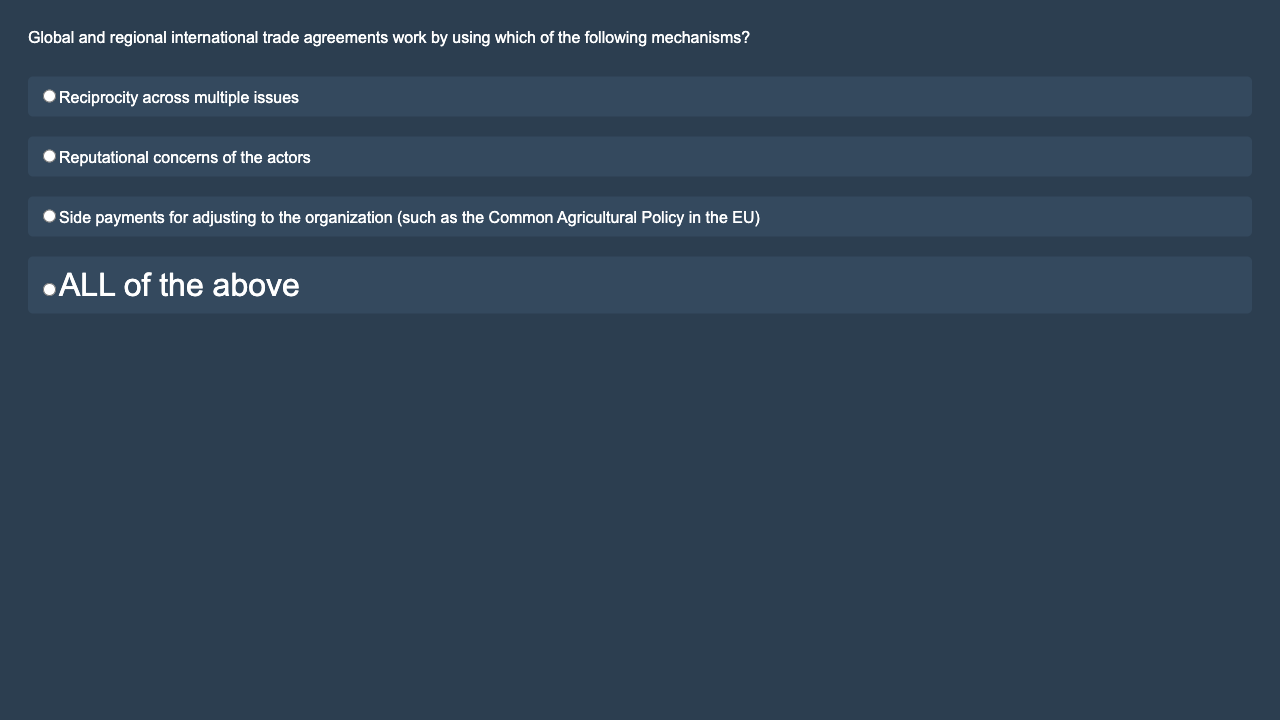 Global and regional international trade agreements work by using which of the following mechanisms?
Reciprocity across multiple issues
Reputational concerns of the actors
Side payments for adjusting to the organization (such as the Common Agricultural Policy in the EU)
ALL of the above